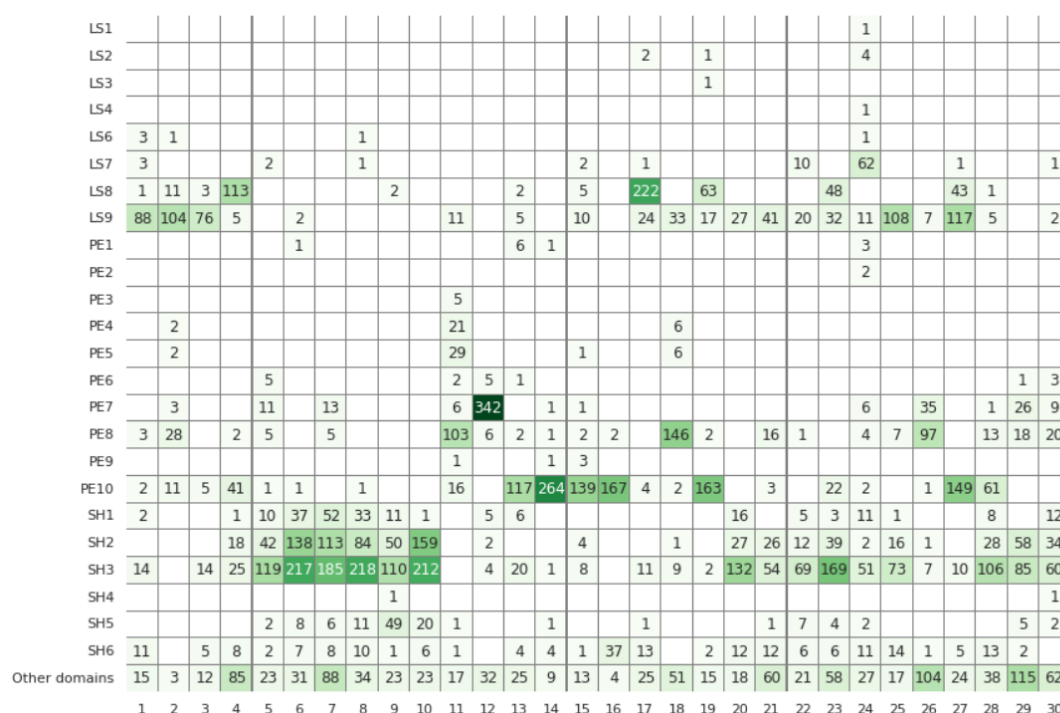 LS1 1
LS2 2 1 4
LS3 1
LS4 1
LS6 3 1 1 1
LS7 3 2 1 2 1 10 62 1 1
LS8 1 11 3 113 2 2 5 222 63 48 43 1
LS9 88 104 76 5 2 11 5 10 24 33 17 27 41 20 32 11 108 7 117 5 2
PE1 1 6 1 3
PE2 2
PE3 5
PE4 2 21 6
PE5 2 29 1 6
PE6 5 2 5 1 1 3
PE7 3 11 13 6 342 1 1 6 35 1 26 9
PE8 3 28 2 5 5 103 6 2 1 2 2 146 2 16 1 4 7 97 13 18 20
PE9 1 1 3
PE10 2 11 5 41 1 1 1 16 117 264 139 167 4 2 163 3 22 2 1 149 61
SH1 2 1 10 37 52 33 11 1 5 6 16 5 3 11 1 8 12
SH2 18 42 138 113 84 50 159 2 4 1 27 26 12 39 2 16 1 28 58 34
SH3 14 14 25 119 217 185 218 110 212 4 20 1 8 11 9 2 132 54 69 169 51 73 7 10 106 85 60
SH4 1 1
SH5 2 8 6 11 49 20 1 1 1 1 7 4 2 5 2
SH6 11 5 8 2 7 8 10 1 6 1 4 4 1 37 13 2 12 12 6 6 11 14 1 5 13 2
Other domains 15 3 12 85 23 31 88 34 23 23 17 32 25 9 13 4 25 51 15 18 60 21 58 27 17 104 24 38 115 62
1 2 3 4 5 6 7 8 9 10 11 12 13 14 15 16 17 18 19 20 21 22 23 24 25 26 27 28 29 30